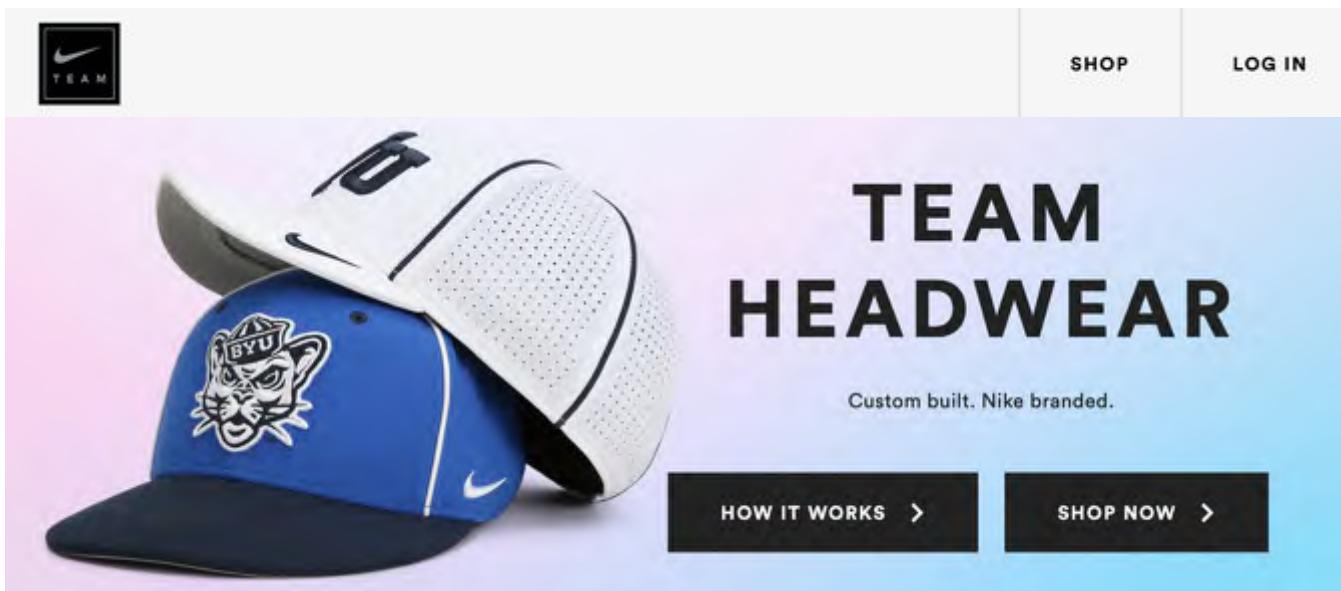 TEAM
SHOP
LOG IN
TEAM
HEADWEAR
BYU
Custom built. Nike branded.
HOW IT WORKS
SHOP NOW